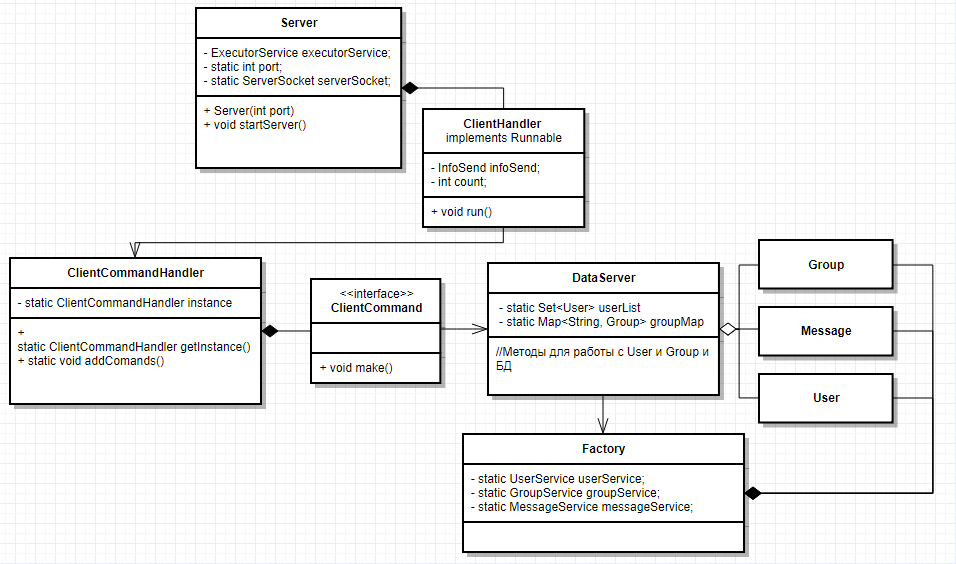 Server
- ExecutorService executorService;
- static int port;
- static ServerSocket serverSocket;
+ Server(int port)
+ void startServer()
ClientHandler
implements Runnable
- InfoSend infoSend;
- int count;
+ void run()
ClientCommandHandler
- static ClientCommandHandler instance
+
static ClientCommandHandler getInstance()
+ static void addComands()
<<interface>>
ClientCommand
+ void make()
DataServer
- static Set<User> userList
- static Map<String, Group> groupMap
//Методы для работы с User и Group и
БД
Group
Message
User
Factory
- static UserService userService;
- static GroupService groupService;
- static MessageService messageService;